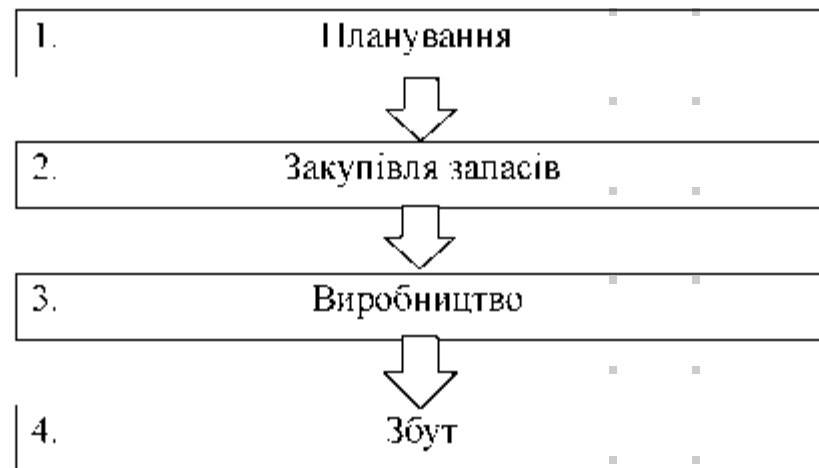 1. Планування
2. Закупівля запасів
3. Виробництво
4. Збут